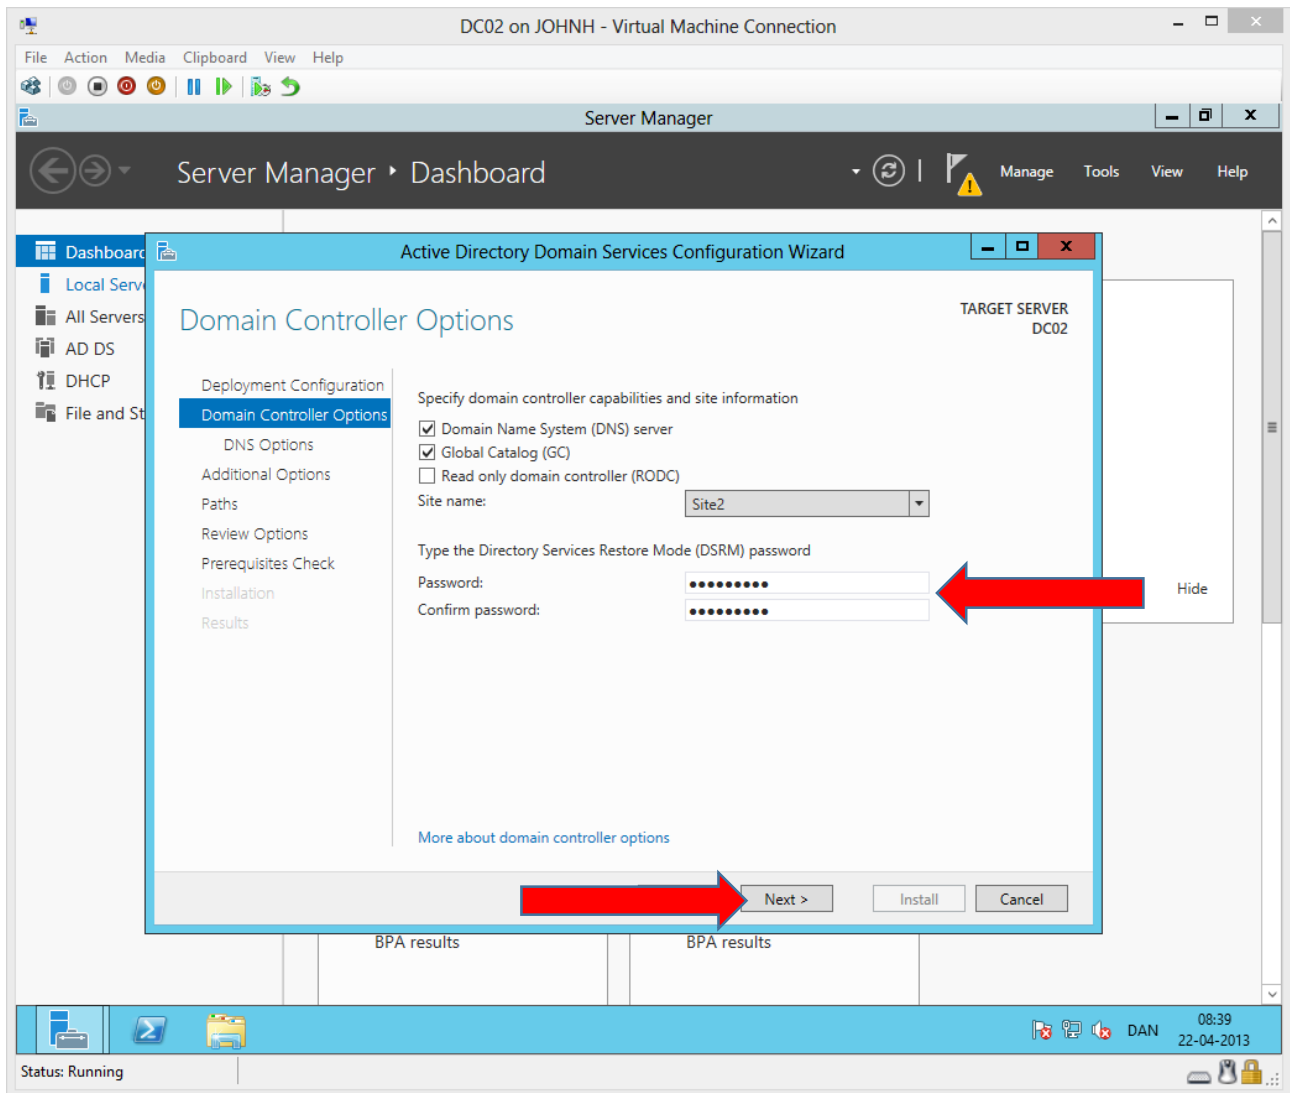 DC02 on JOHNH - Virtual Machine Connection
File Action Media Clipboard View Help
Server Manager
Server Manager ‣ Dashboard
Manage Tools View Help
Dashboard
Local Serv
All Servers
AD DS
DHCP
File and St
Active Directory Domain Services Configuration Wizard
Domain Controller Options
TARGET SERVER
DC02
Deployment Configuration
Domain Controller Options
DNS Options
Additional Options
Paths
Review Options
Prerequisites Check
Installation
Results
Specify domain controller capabilities and site information
Domain Name System (DNS) server
Global Catalog (GC)
Read only domain controller (RODC)
Site name: Site2
Type the Directory Services Restore Mode (DSRM) password
Password: •••••••••
Confirm password: •••••••••
More about domain controller options
Next > Install Cancel
Hide
BPA results BPA results
DAN
08:39
22-04-2013
Status: Running